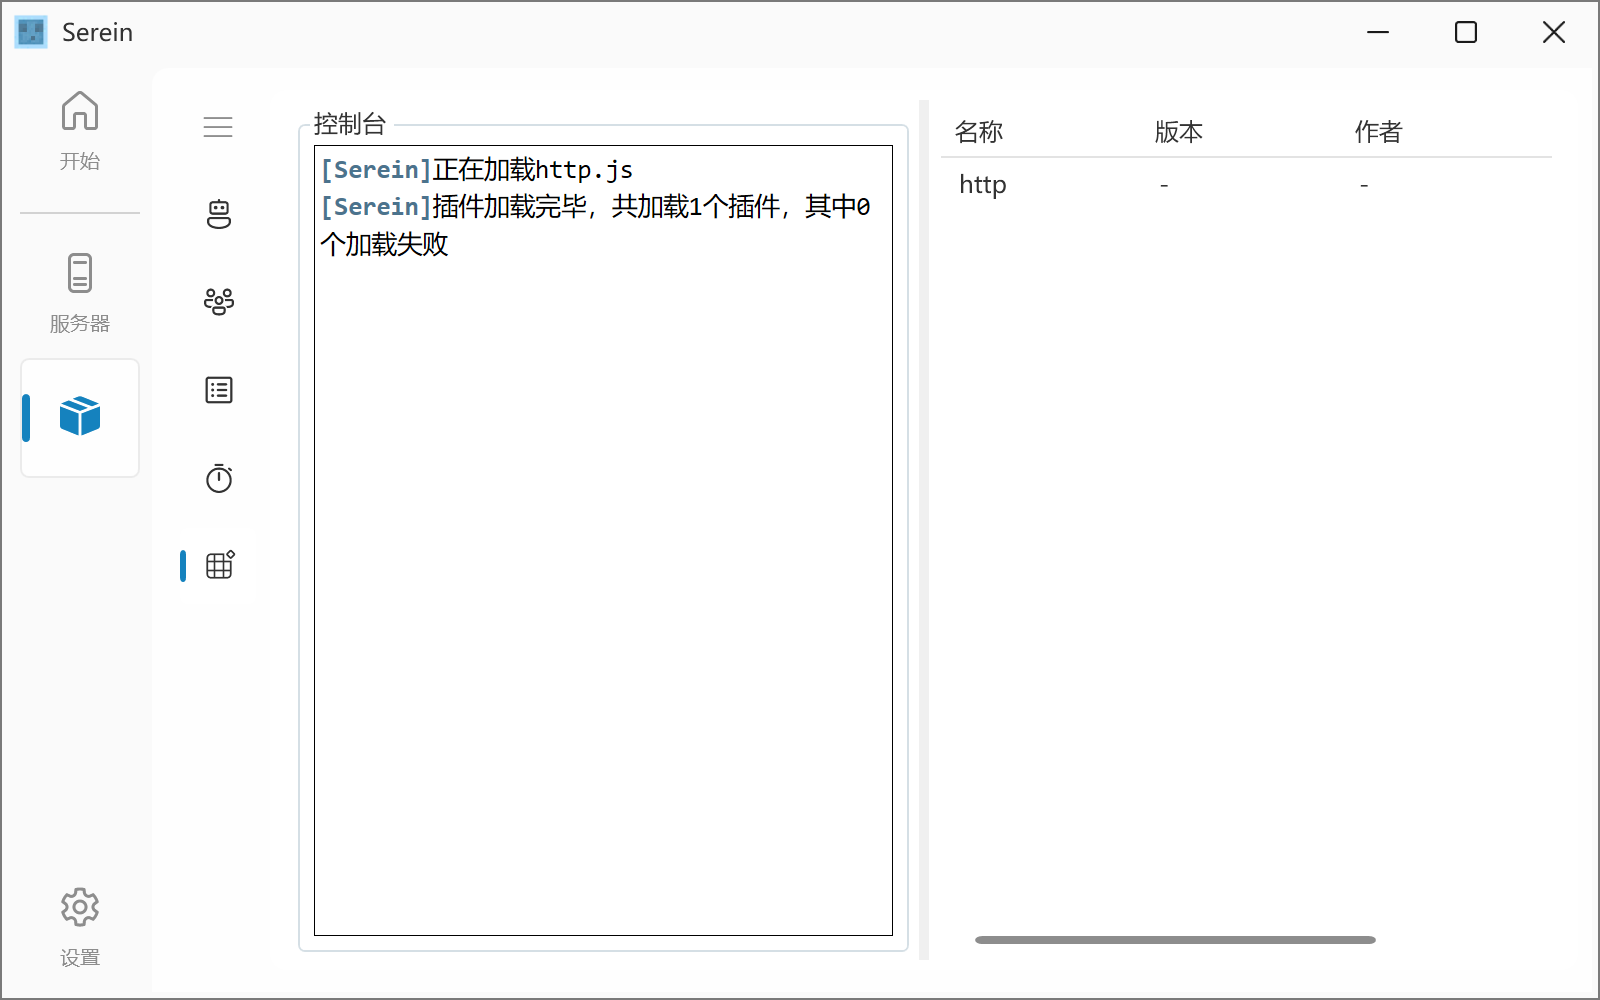 Serein
开始
服务器
设置
控制台
[Serein]正在加载http.js
[Serein]插件加载完毕，共加载1个插件，其中0
个加载失败
名称 版本 作者
http - -